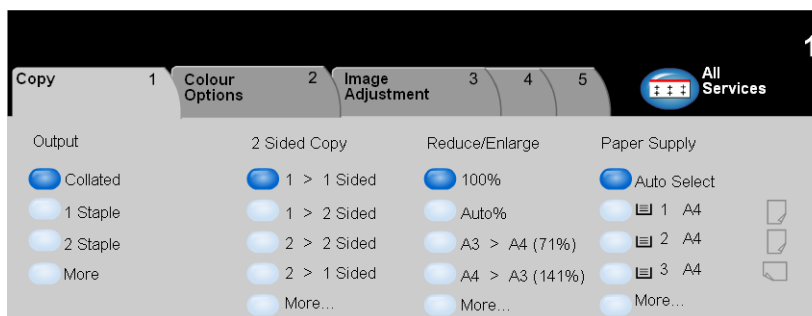 1
Copy 1
Colour 2
Options
Image 3
Adjustment
4
5
All
Services
Output
Collated
1 Staple
2 Staple
More
2 Sided Copy
1 > 1 Sided
1 > 2 Sided
2 > 2 Sided
2 > 1 Sided
More...
Reduce/Enlarge
100%
Auto%
A3 > A4 (71%)
A4 > A3 (141%)
More...
Paper Supply
Auto Select
1 A4
2 A4
3 A4
More...